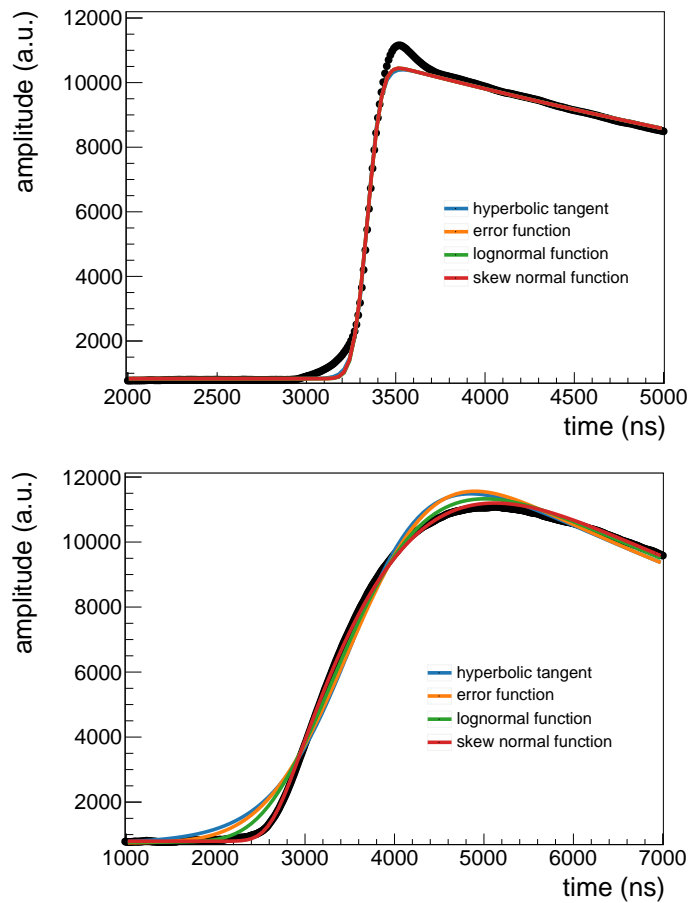 amplitude (a.u.)
12000
10000
8000
6000
4000
2000
hyperbolic tangent
error function
lognormal function
skew normal function
2000 2500 3000 3500 4000 4500 5000
time (ns)
amplitude (a.u.)
12000
10000
8000
6000
4000
2000
hyperbolic tangent
error function
lognormal function
skew normal function
1000 2000 3000 4000 5000 6000 7000
time (ns)